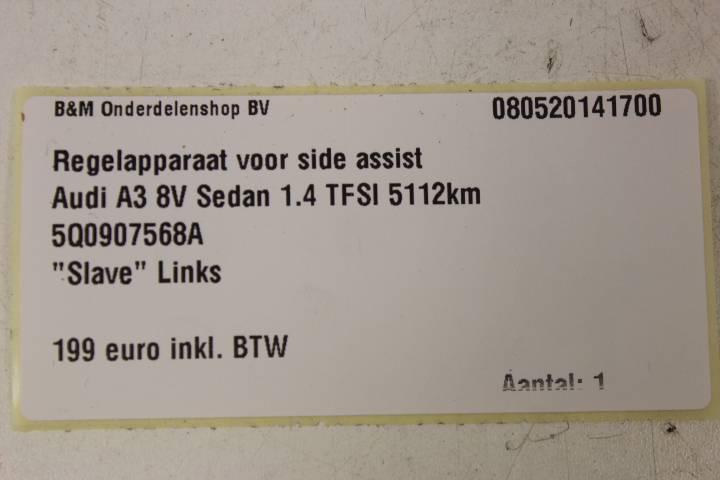 B&M Onderdelenshop BV 080520141700
Regelapparaat voor side assist
Audi A3 8V Sedan 1.4 TFSI 5112km
5Q0907568A
"Slave" Links
199 euro inkl. BTW
Aantal: 1